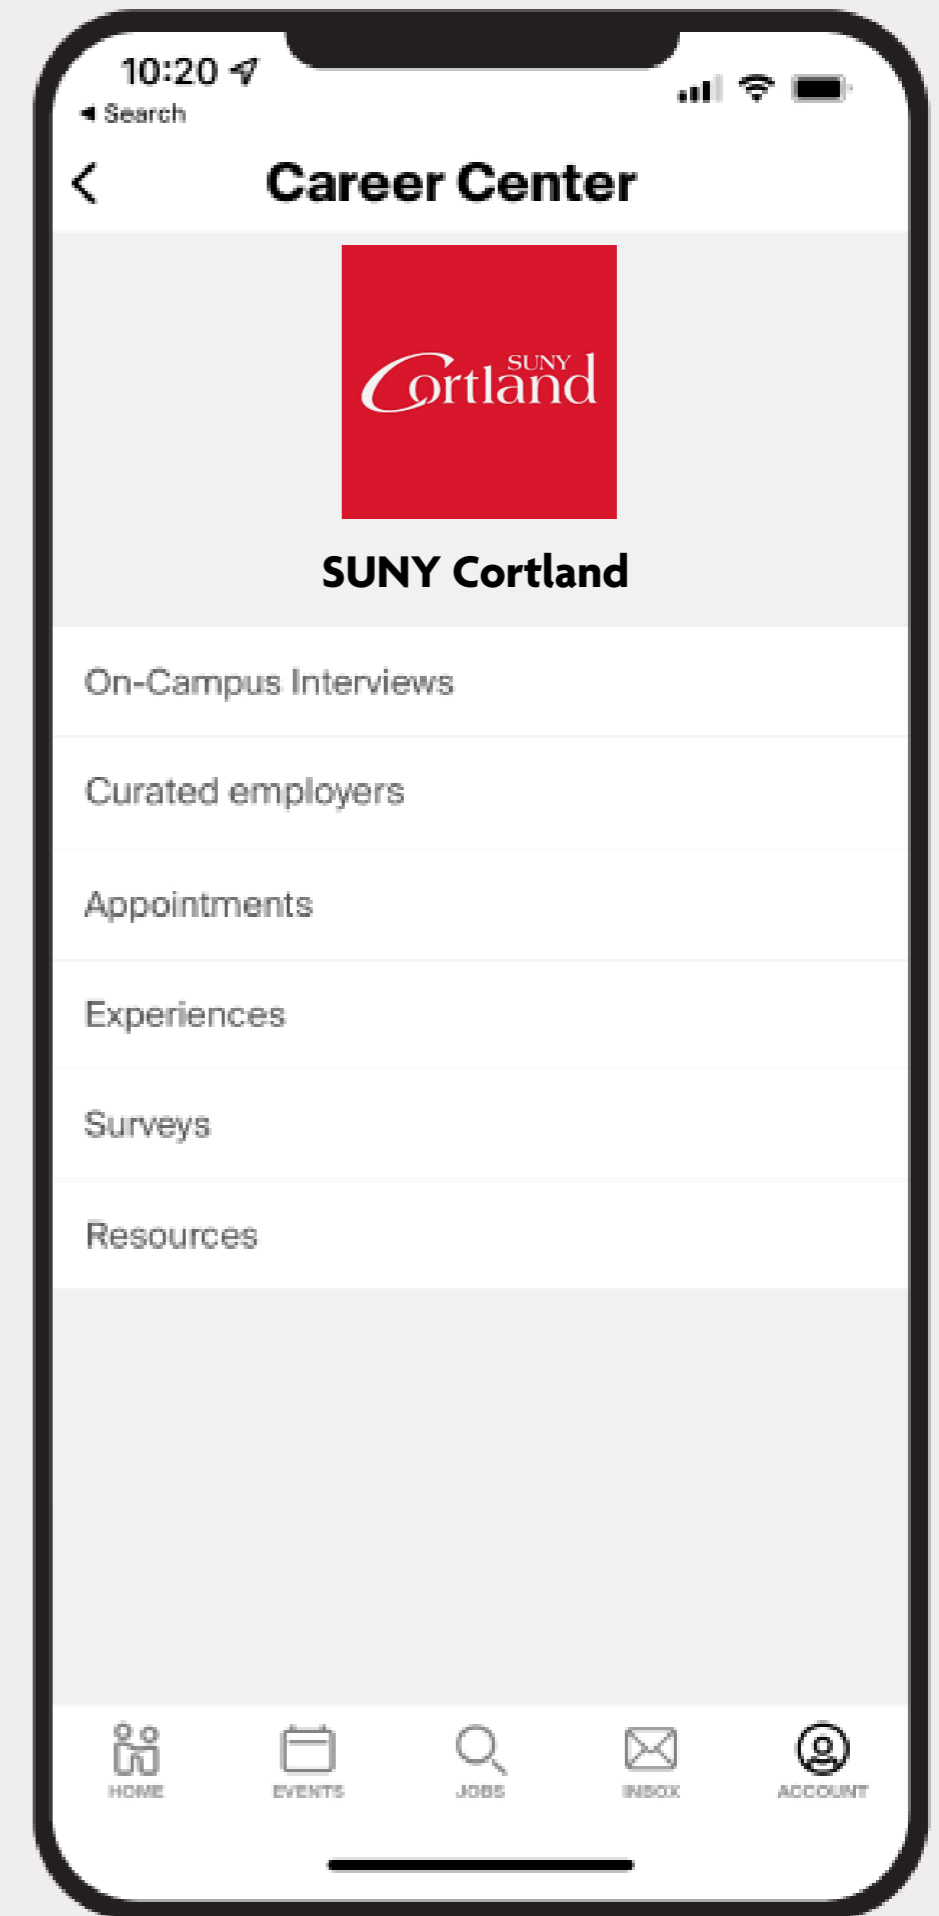 10:20
◀ Search
Career Center
SUNY
Cortland
SUNY Cortland
On-Campus Interviews
Curated employers
Appointments
Experiences
Surveys
Resources
HOME EVENTS JOBS INBOX ACCOUNT